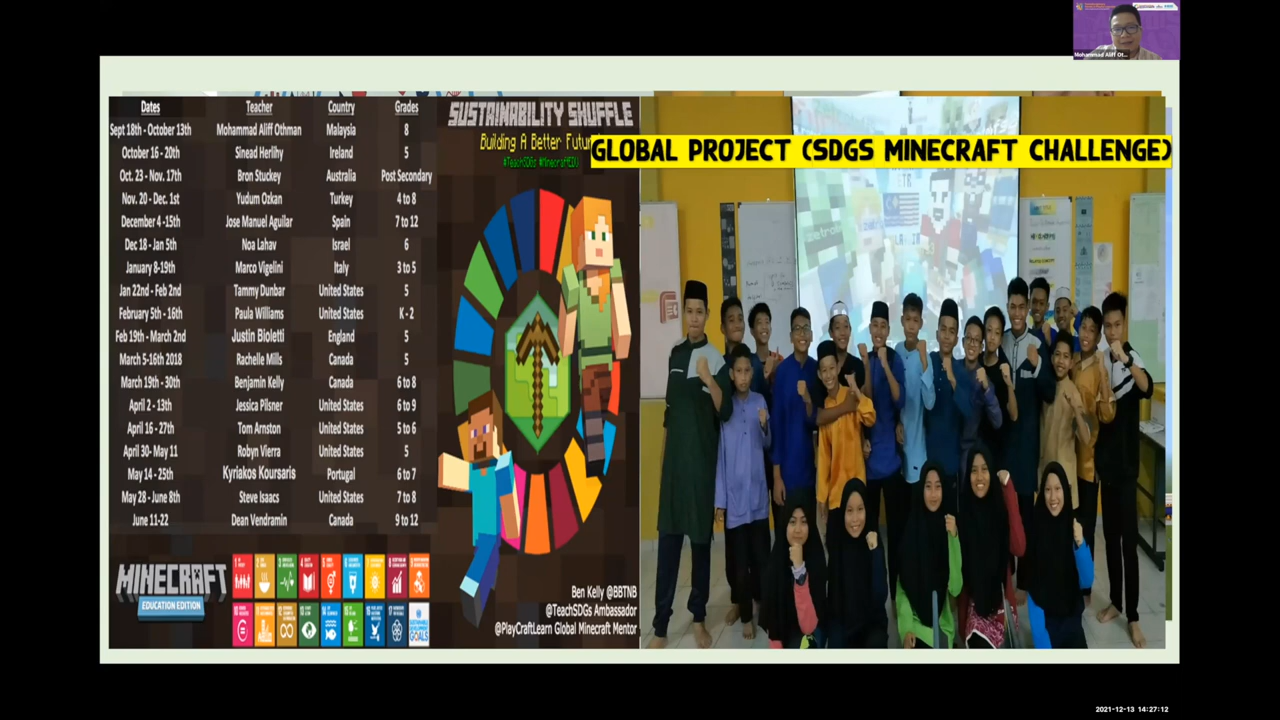 Mohammad Aliff Ot...
Dates Teacher Country Grades
Sept 18th - October 13th Mohammad Aliff Othman Malaysia 8
October 16 - 20th Sinead Herlihy Ireland 5
Oct. 23 - Nov. 17th Bron Stuckey Australia Post Secondary
Nov. 20 - Dec. 1st Yudum Ozkan Turkey 4 to 8
December 4 -15th Jose Manuel Aguilar Spain 7 to 12
Dec 18 - Jan 5th Noa Lahav Israel 6
January 8-19th Marco Vigelini Italy 3 to 5
Jan 22nd - Feb 2nd Tammy Dunbar United States 5
February 5th - 16th Paula Williams United States K - 2
Feb 19th - March 2nd Justin Bioletti England 5
March 5-16th 2018 Rachelle Mills Canada 5
March 19th - 30th Benjamin Kelly Canada 6 to 8
April 2 - 13th Jessica Pilsner United States 6 to 9
April 16 - 27th Tom Arnston United States 5 to 6
April 30- May 11 Robyn Vierra United States 5
May 14 - 25th Kyriakos Koursaris Portugal 6 to 7
May 28 - June 8th Steve Isaacs United States 7 to 8
June 11-22 Dean Vendramin Canada 9 to 12
MINECRAFT
EDUCATION EDITION
SUSTAINABILITY SHUFFLE
Building A Better Futu
#TeachSDGs #MinecraftEDU
GLOBAL PROJECT (SDGS MINECRAFT CHALLENGE)
Ben Kelly @BBTNB
@TeachSDGs Ambassador
@PlayCraftLearn Global Minecraft Mentor
2021-12-13 14:27:12